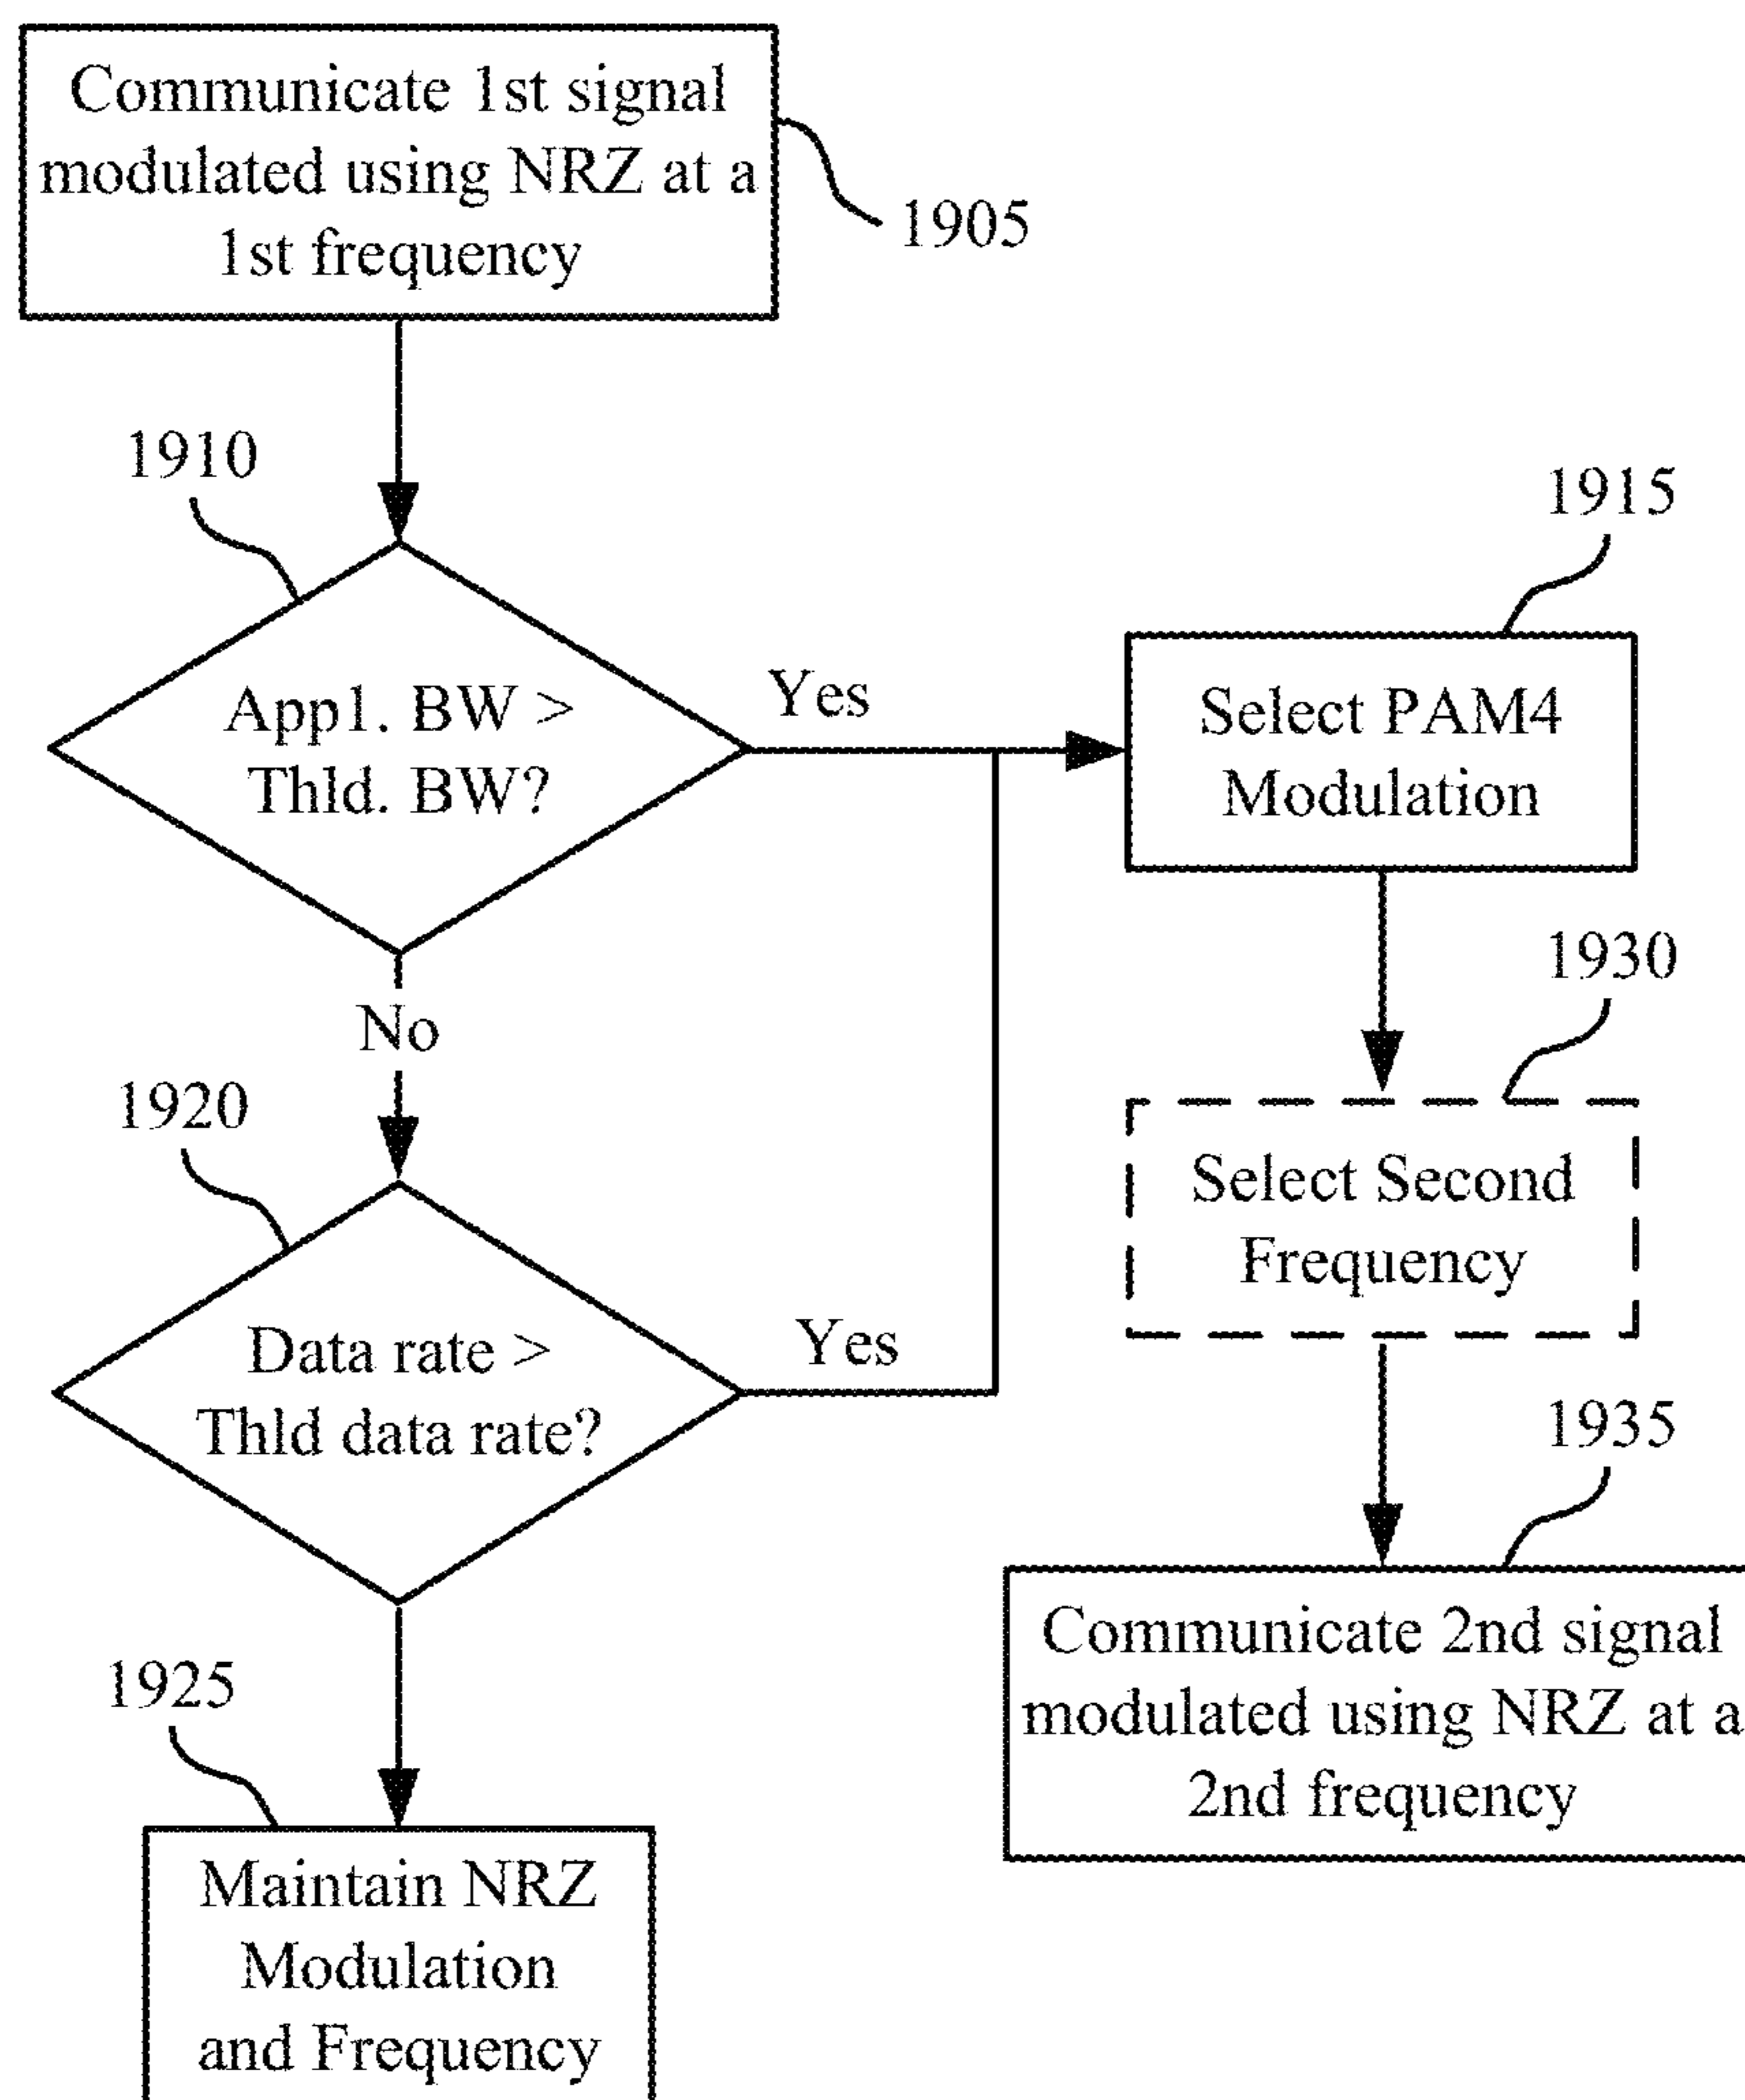 Communicate 1st signal
modulated using NRZ at a
1st frequency
1905
1910
Appl. BW >
Thld. BW?
Yes
1915
Select PAM4
Modulation
No
1930
Select Second
Frequency
1920
Data rate >
Thld data rate?
Yes
1935
Communicate 2nd signal
modulated using NRZ at a
2nd frequency
1925
Maintain NRZ
Modulation
and Frequency